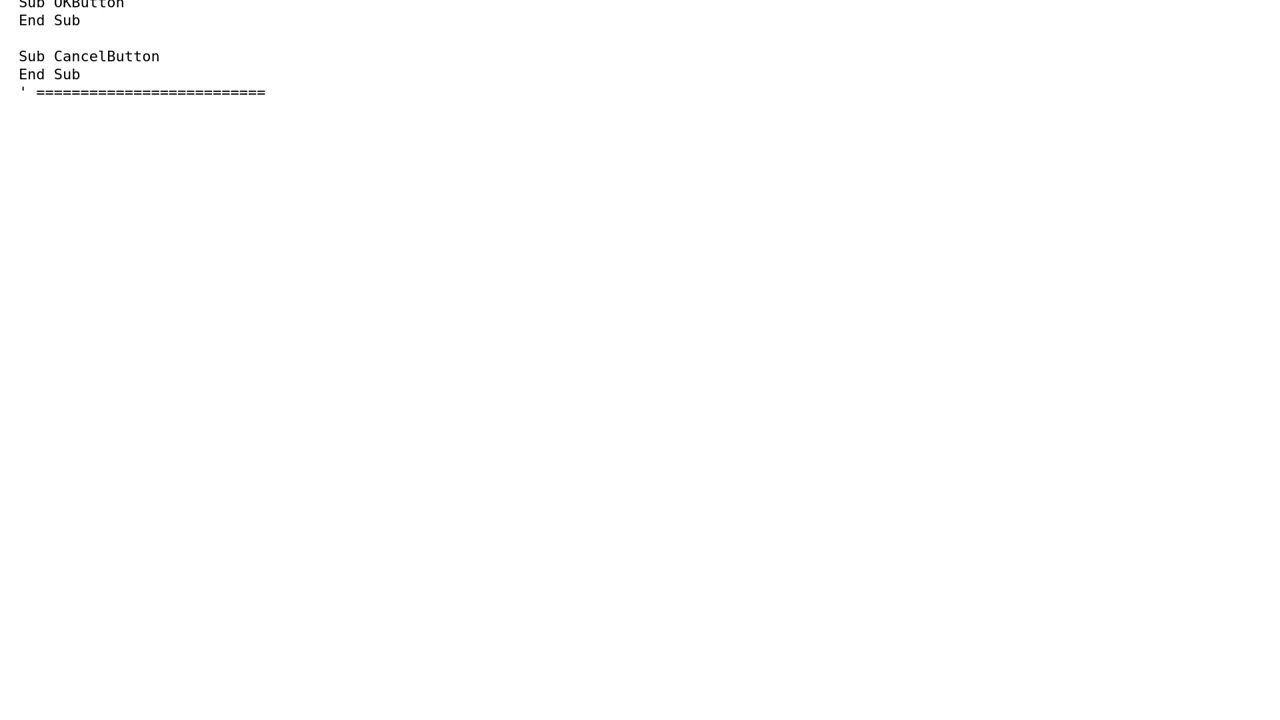 Sub OKButton
End Sub

Sub CancelButton
End Sub
' ==========================